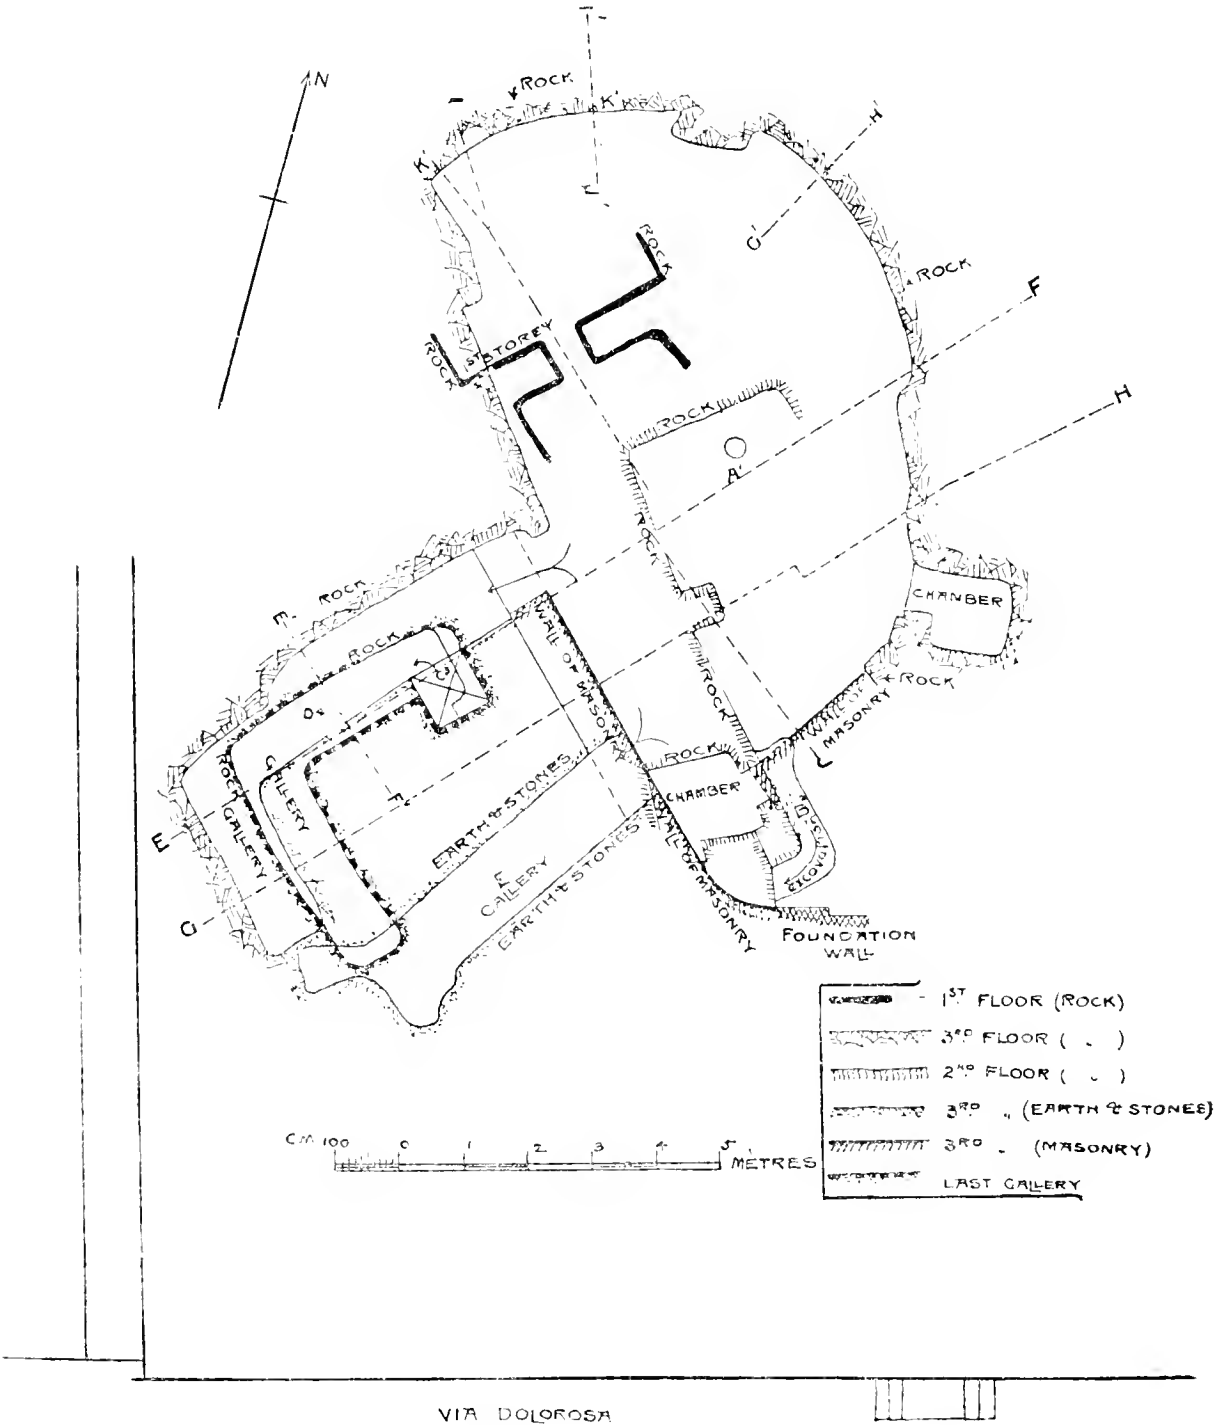 N
ROCK
K'
K'
K
H'
G'
ROCK
ROCK
F
H
ROCK
1ST STOREY
ROCK
A'
ROCK
ROCK
ROCK
CHAMBER
ROCK
WALL OF MASONRY
WALL OF MASONRY
ROCK
L
ROCK
CHAMBER
B
WALL OF MASONRY
FOUNDATION
WALL
EARTH & STONES
GALLERY
EARTH & STONES
GALLERY
ROCK
GALLERY
E
G
1ST FLOOR (ROCK)
3RD FLOOR ( " )
2ND FLOOR ( " )
3RD " (EARTH & STONES)
3RD " (MASONRY)
LAST GALLERY
CM 100 0 1 2 3 4 5 METRES
VIA DOLOROSA